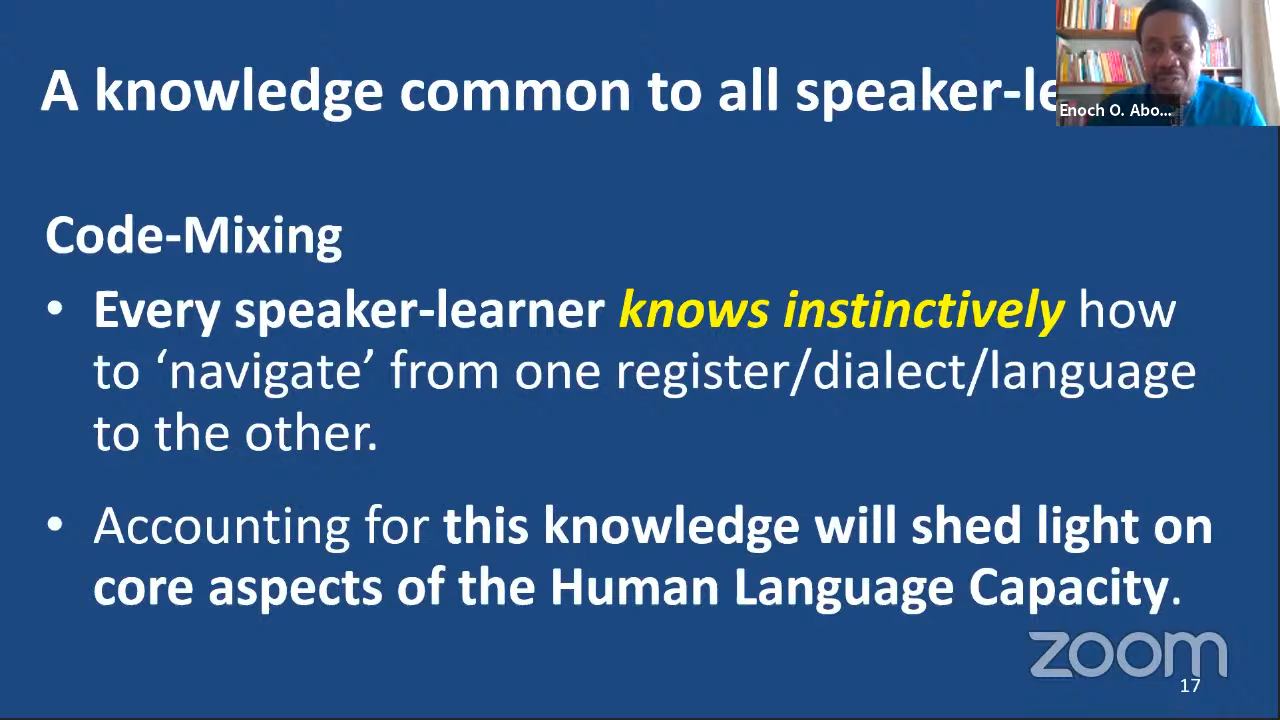 A knowledge common to all speaker-le
Enoch O. Abo...
Code-Mixing
• Every speaker-learner knows instinctively how
to ‘navigate’ from one register/dialect/language
to the other.
• Accounting for this knowledge will shed light on
core aspects of the Human Language Capacity.
zoom
17